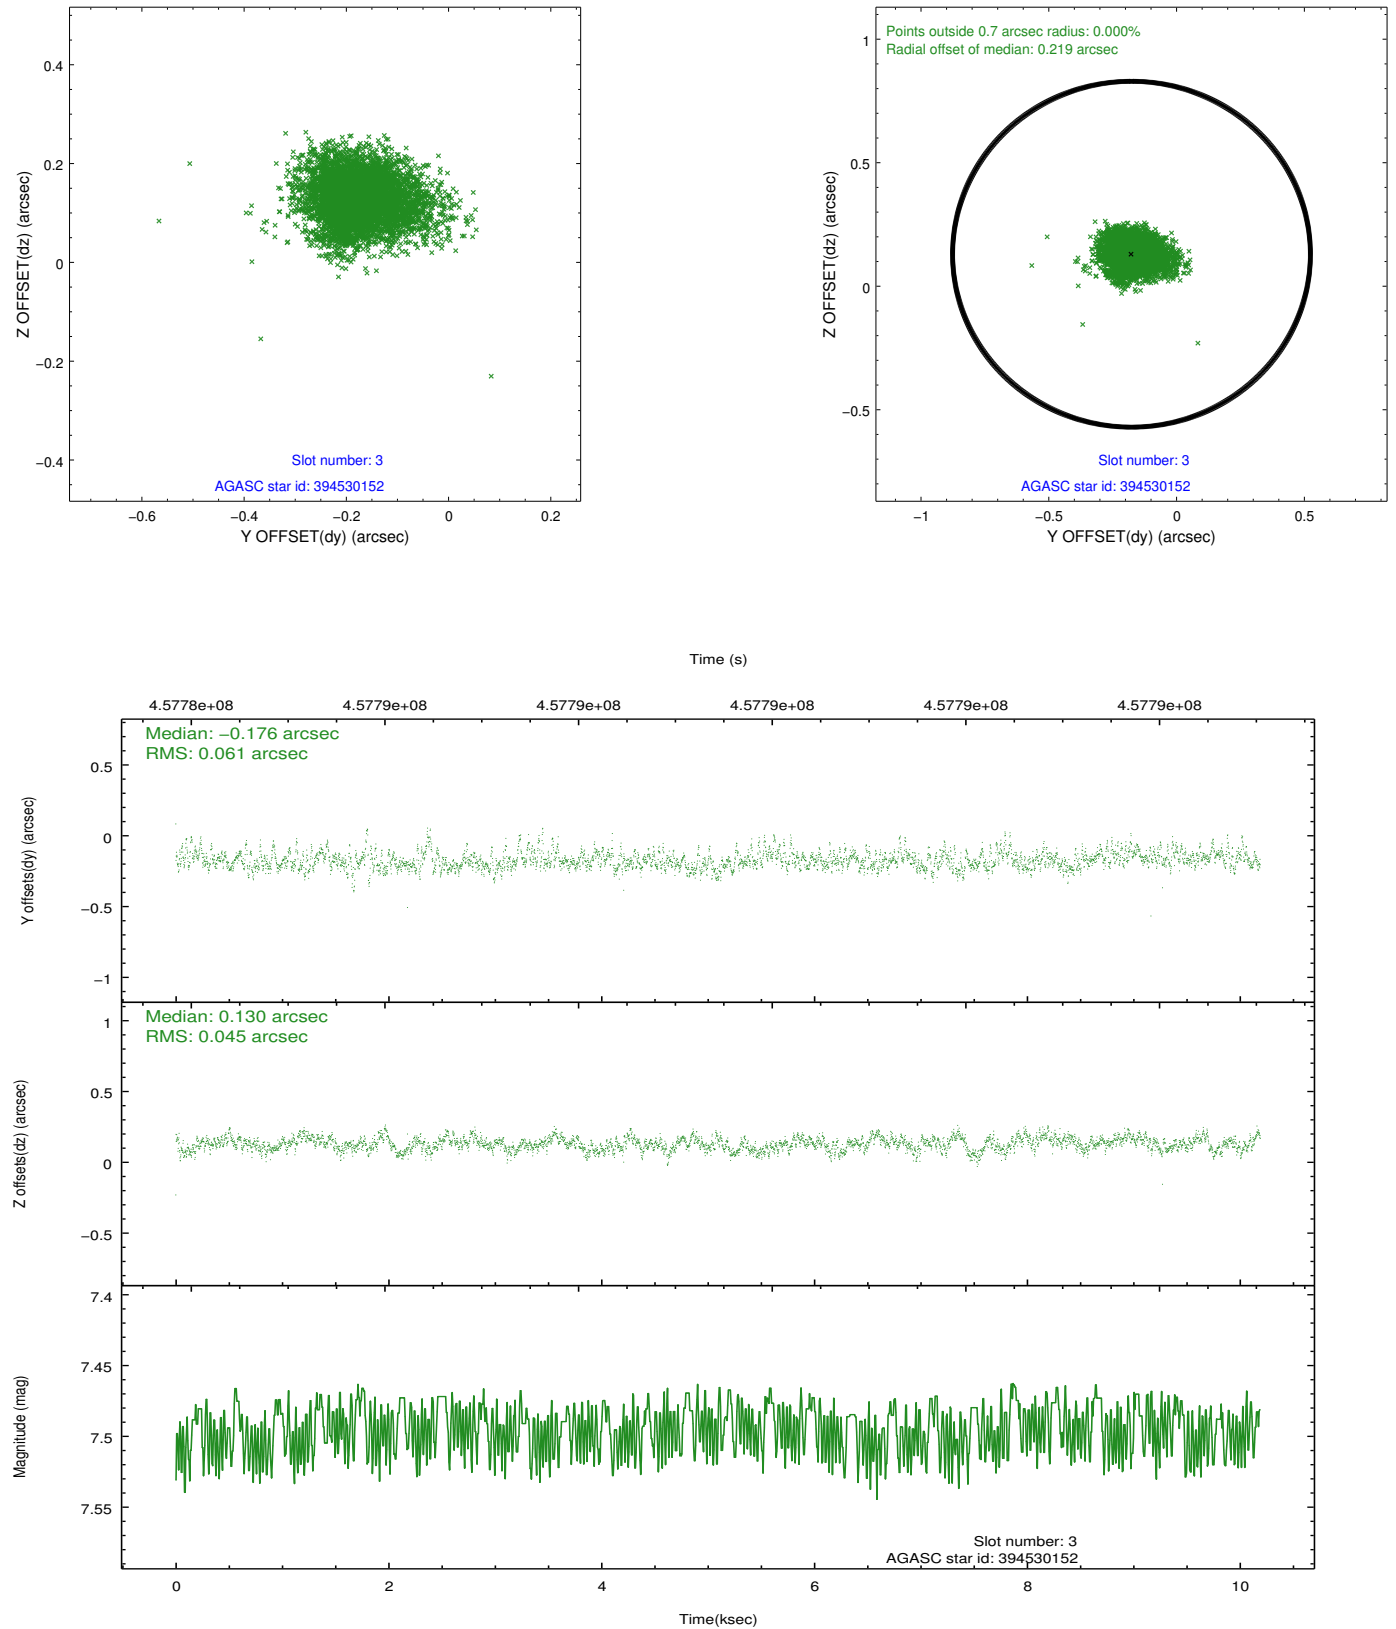 0.4
0.2
0
−0.2
−0.4
Z OFFSET(dz) (arcsec)
−0.6
−0.4
−0.2
0
0.2
Y OFFSET(dy) (arcsec)
Slot number: 3
AGASC star id: 394530152
Points outside 0.7 arcsec radius: 0.000%
Radial offset of median: 0.219 arcsec
1
0.5
0
−0.5
Z OFFSET(dz) (arcsec)
Slot number: 3
AGASC star id: 394530152
−1
−0.5
0
0.5
Y OFFSET(dy) (arcsec)
Time (s)
4.5778e+08
4.5779e+08
4.5779e+08
4.5779e+08
4.5779e+08
4.5779e+08
Median: −0.176 arcsec
RMS: 0.061 arcsec
0.5
0
−0.5
−1
Y offsets(dy) (arcsec)
Median: 0.130 arcsec
RMS: 0.045 arcsec
1
0.5
0
−0.5
Z offsets(dz) (arcsec)
7.4
7.45
7.5
7.55
Magnitude (mag)
Slot number: 3
AGASC star id: 394530152
0
2
4
6
8
10
Time(ksec)